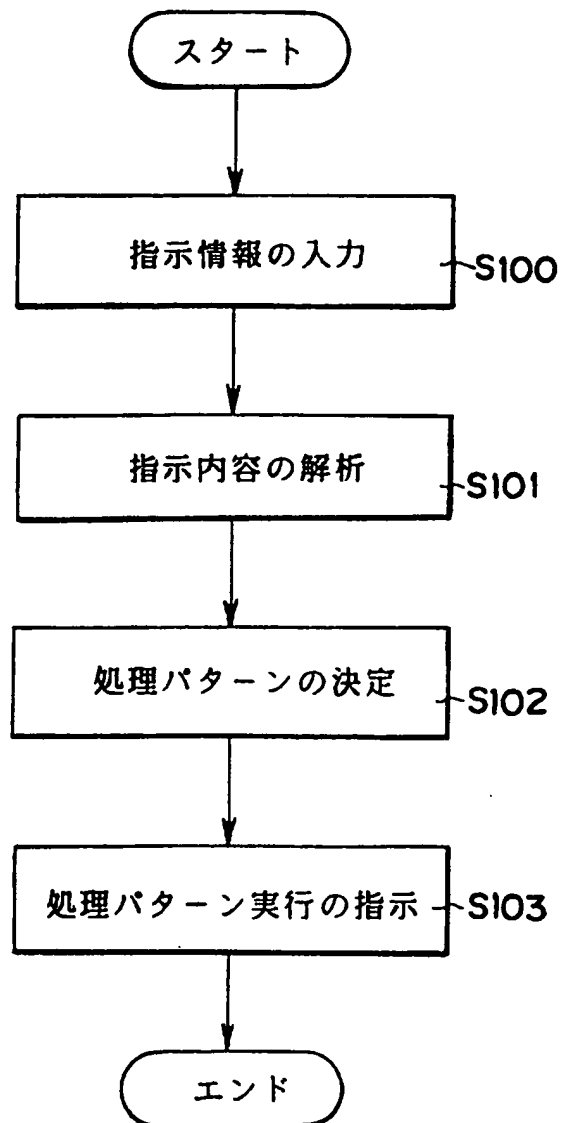 スタート
指示情報の入力
S100
指示内容の解析
S101
処理パターンの決定
S102
処理パターン実行の指示
S103
エンド